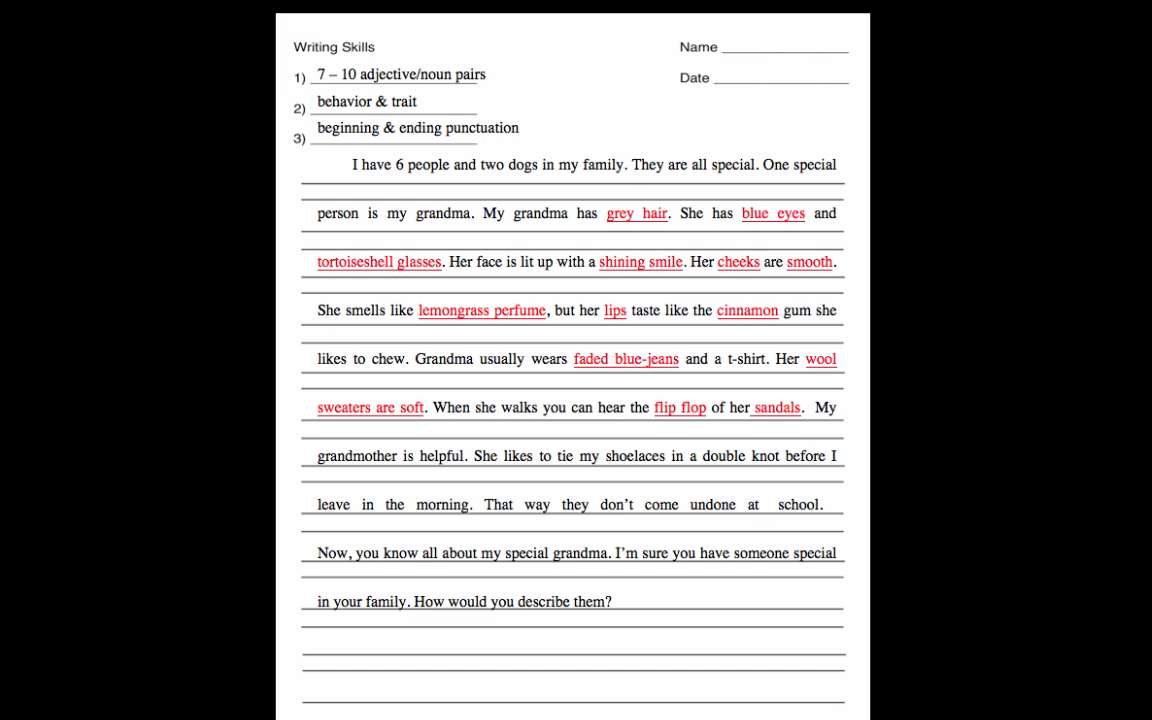 Writing Skills
Name
1) 7 – 10 adjective/noun pairs
Date
2) behavior & trait
3) beginning & ending punctuation
I have 6 people and two dogs in my family. They are all special. One special
person is my grandma. My grandma has grey hair. She has blue eyes and
tortoiseshell glasses. Her face is lit up with a shining smile. Her cheeks are smooth.
She smells like lemongrass perfume, but her lips taste like the cinnamon gum she
likes to chew. Grandma usually wears faded blue-jeans and a t-shirt. Her wool
sweaters are soft. When she walks you can hear the flip flop of her sandals. My
grandmother is helpful. She likes to tie my shoelaces in a double knot before I
leave in the morning. That way they don’t come undone at school.
Now, you know all about my special grandma. I’m sure you have someone special
in your family. How would you describe them?